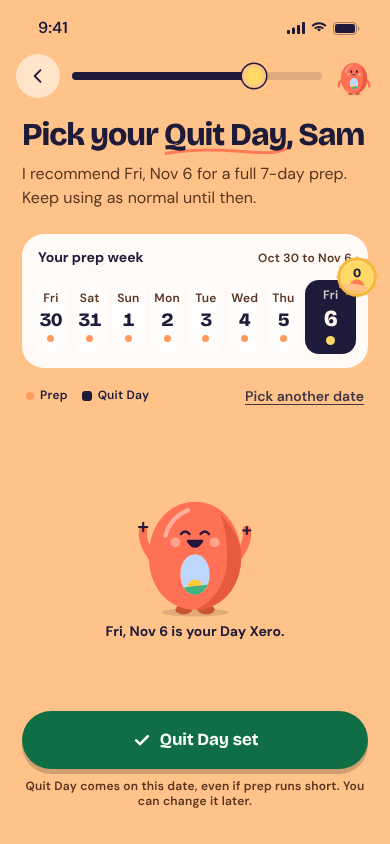 9:41
Pick your Quit Day, Sam
I recommend Fri, Nov 6 for a full 7-day prep.
Keep using as normal until then.
Your prep week
Oct 30 to Nov 6
0
Fri Sat Sun Mon Tue Wed Thu Fri
30 31 1 2 3 4 5 6
Prep
Quit Day
Pick another date
Fri, Nov 6 is your Day Xero.
Quit Day set
Quit Day comes on this date, even if prep runs short. You
can change it later.